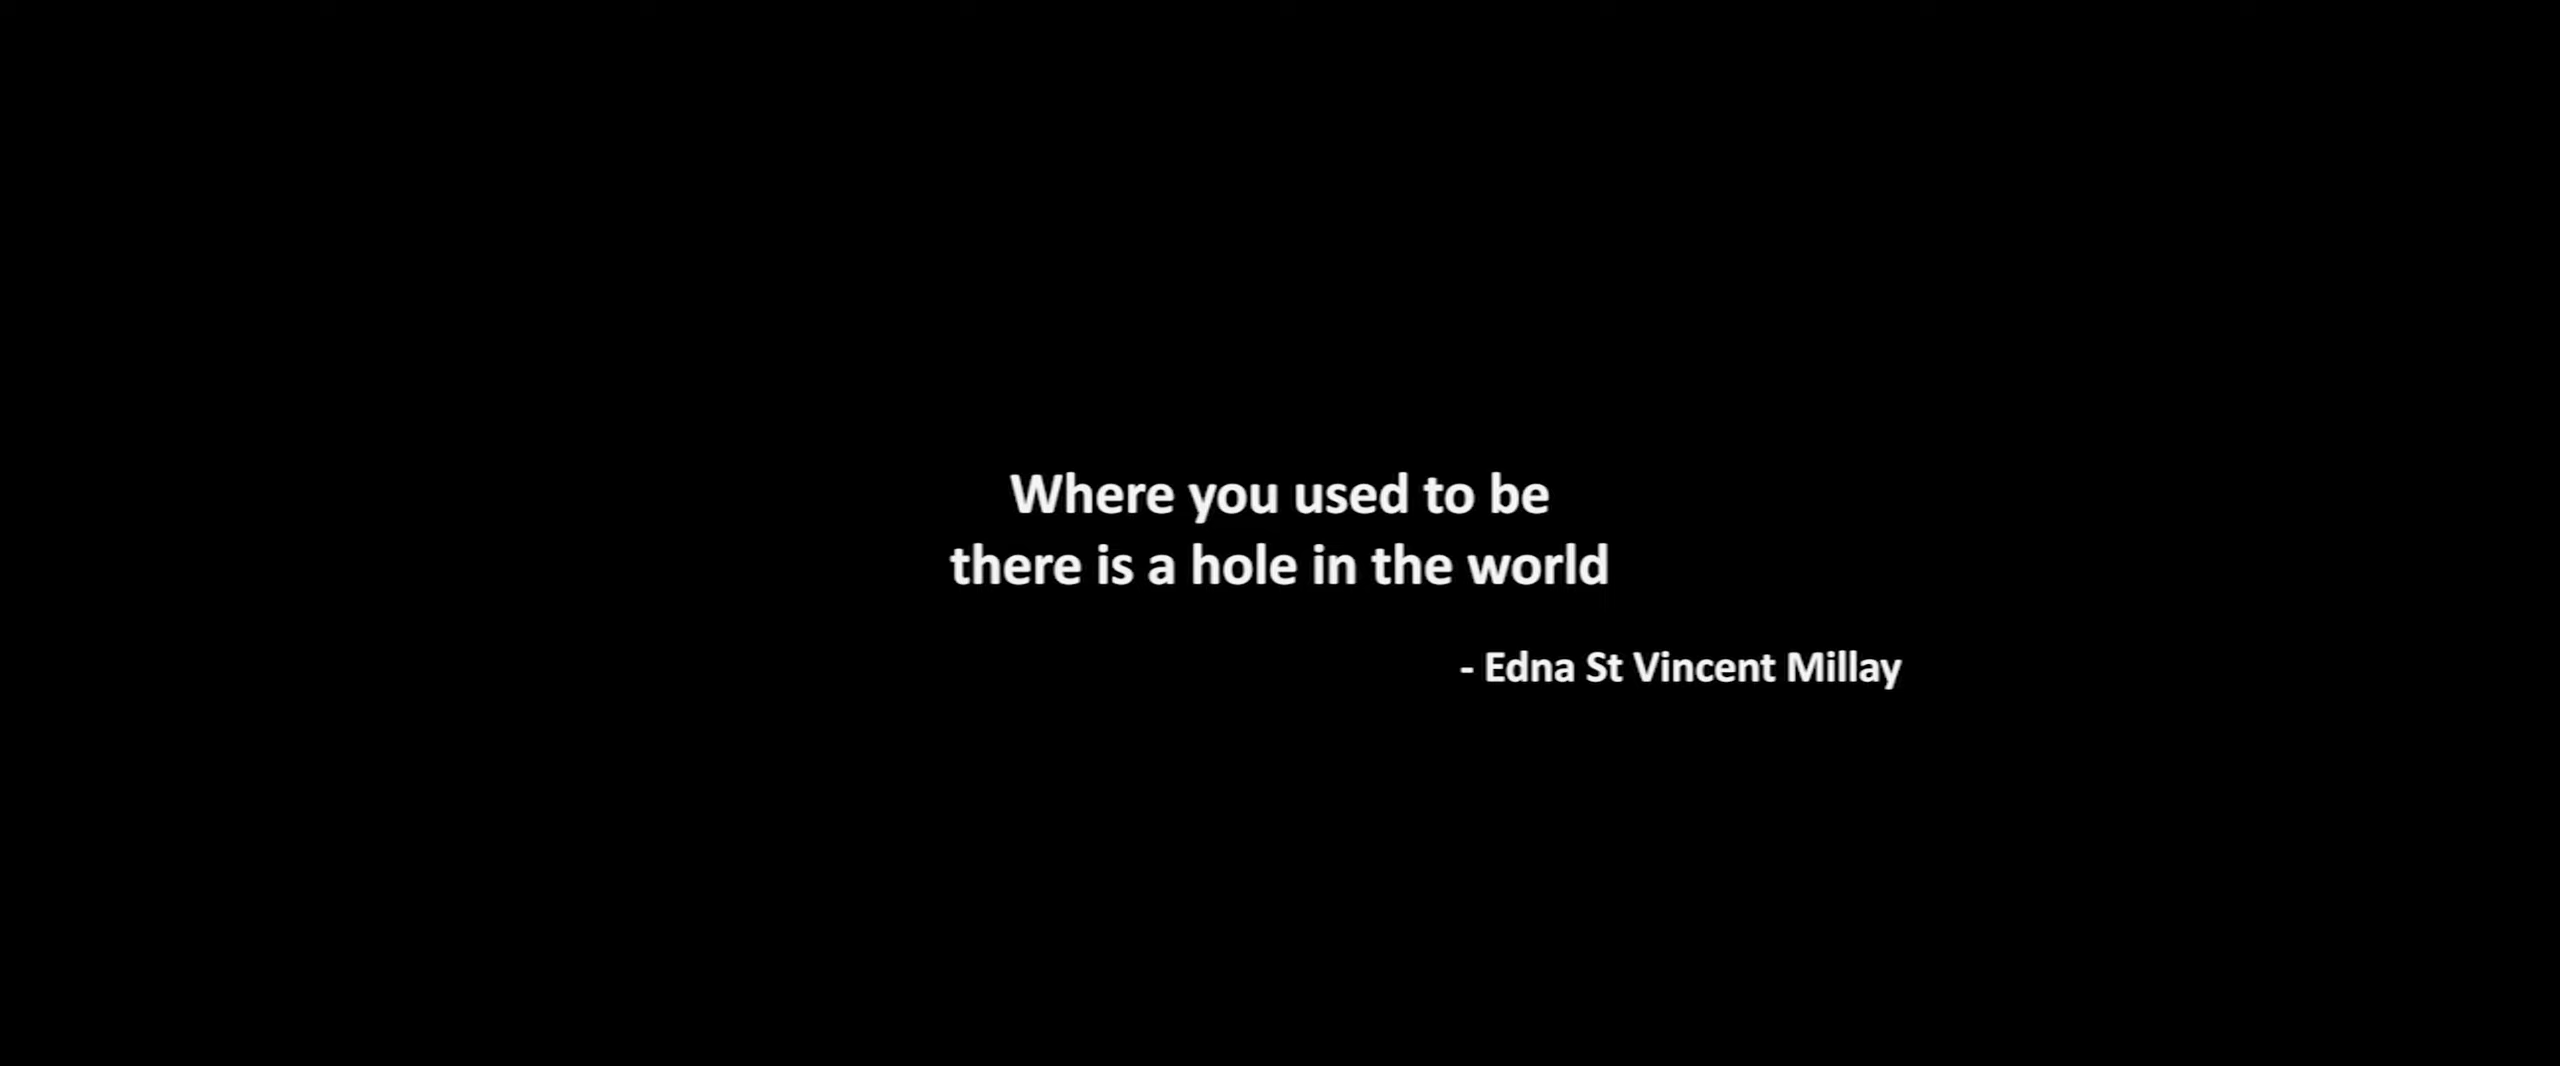 Where you used to be
there is a hole in the world
- Edna St Vincent Millay